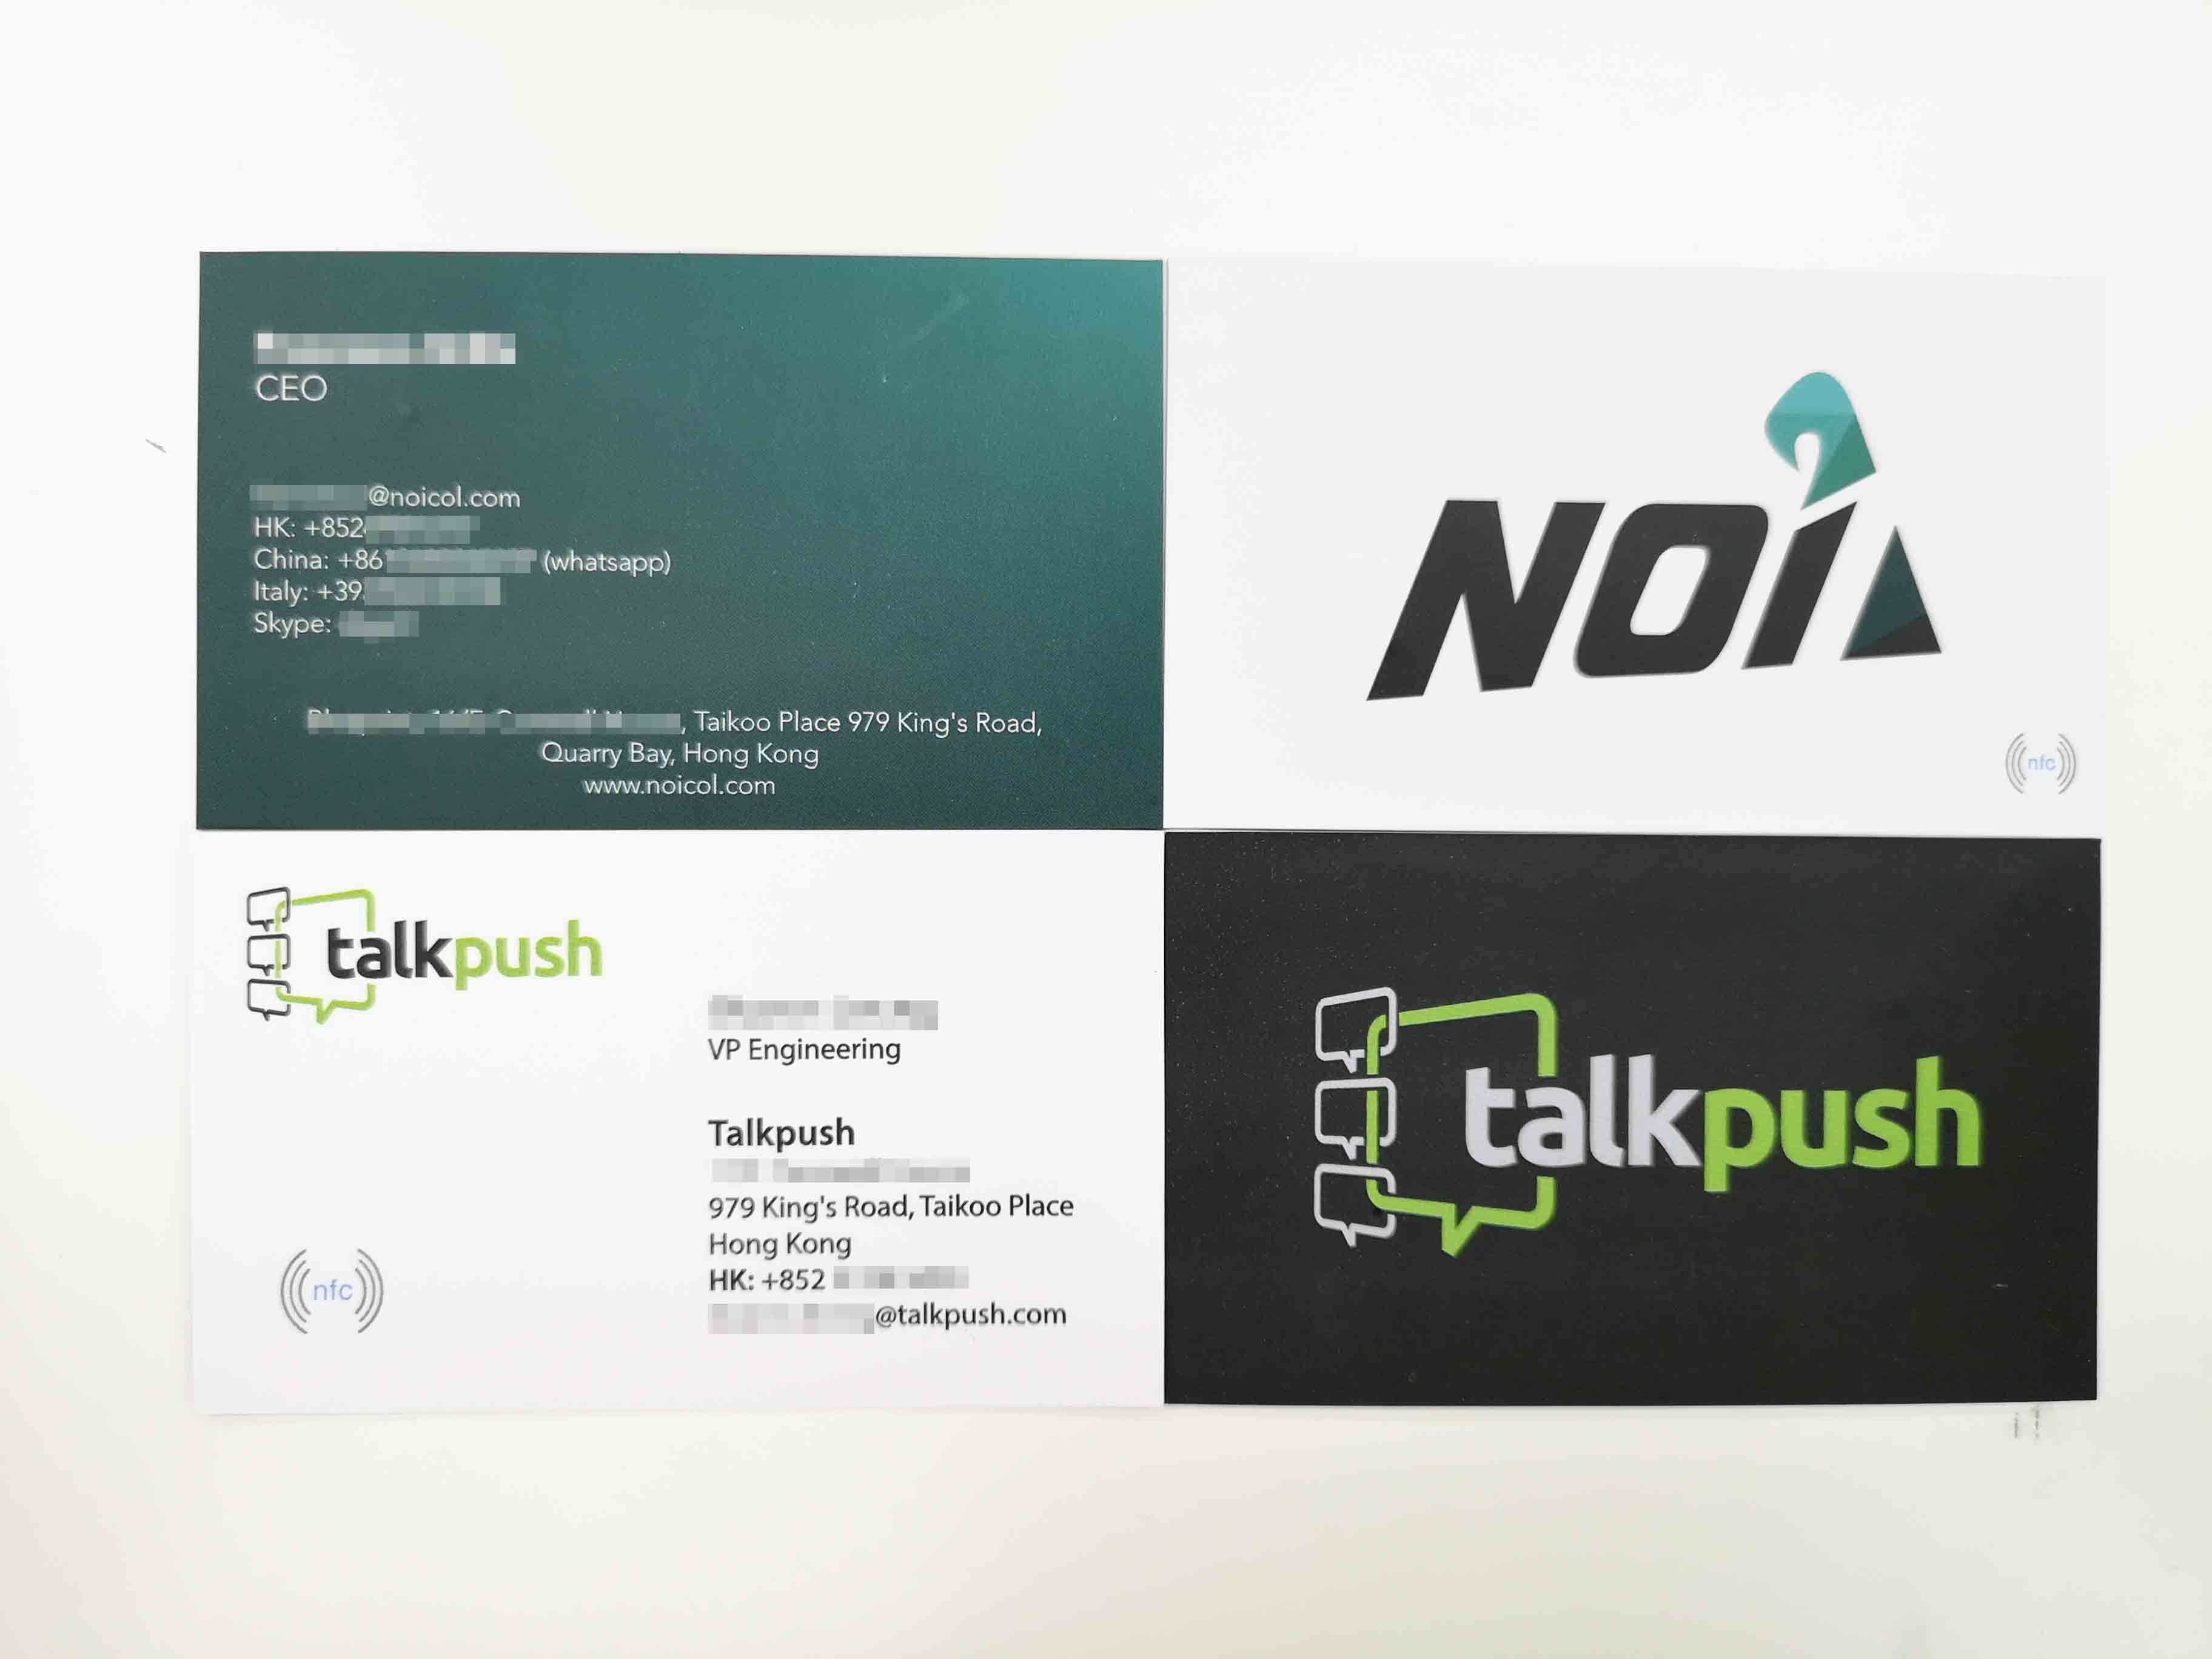 CEO
@noicol.com
HK: +852
China: +86 (whatsapp)
Italy: +39
Skype:
, Taikoo Place 979 King's Road,
Quarry Bay, Hong Kong
www.noicol.com
NOI
nfc
talkpush
VP Engineering
Talkpush
979 King's Road, Taikoo Place
Hong Kong
HK: +852
@talkpush.com
nfc
talkpush